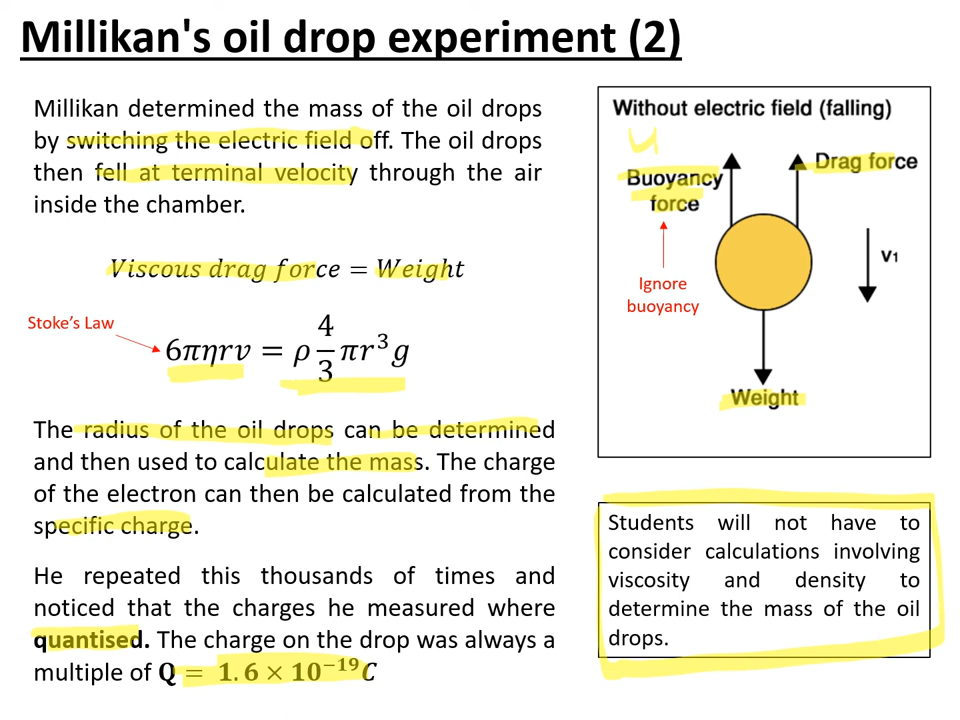 Millikan's oil drop experiment (2)
Millikan determined the mass of the oil drops
by switching the electric field off. The oil drops
then fell at terminal velocity through the air
inside the chamber.
Viscous drag force = Weight
Stoke's Law
6πηrv = ρ 4/3 πr³g
The radius of the oil drops can be determined
and then used to calculate the mass. The charge
of the electron can then be calculated from the
specific charge.
He repeated this thousands of times and
noticed that the charges he measured where
quantised. The charge on the drop was always a
multiple of Q = 1.6 × 10⁻¹⁹ C
Without electric field (falling)
Buoyancy
force
Drag force
v₁
Ignore
buoyancy
Weight
Students will not have to
consider calculations involving
viscosity and density to
determine the mass of the oil
drops.